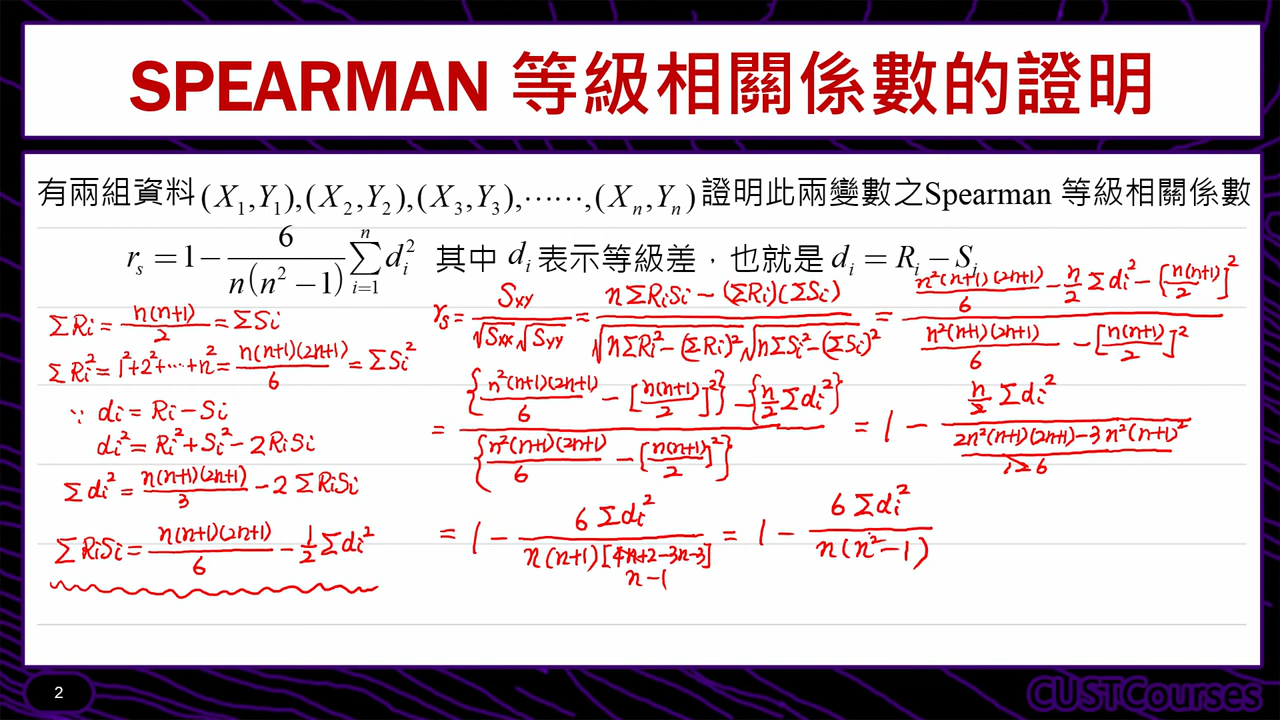 SPEARMAN 等級相關係數的證明
有兩組資料 (X₁,Y₁),(X₂,Y₂),(X₃,Y₃),……,(Xₙ,Yₙ) 證明此兩變數之Spearman 等級相關係數
rₛ = 1 − 6/(n(n² − 1)) ∑_{i=1}^{n} dᵢ² 其中 dᵢ 表示等級差，也就是 dᵢ = Rᵢ − Sᵢ
ΣRi = n(n+1)/2 = ΣSi
ΣRi² = 1²+2²+⋯+n² = n(n+1)(2n+1)/6 = ΣSi²
∵ di = Ri − Si
di² = Ri² + Si² − 2RiSi
Σdi² = n(n+1)(2n+1)/3 − 2ΣRiSi
ΣRiSi = n(n+1)(2n+1)/6 − 1/2 Σdi²
rs = Sxy/(√Sxx √Syy) = (nΣRiSi − (ΣRi)(ΣSi))/(√(nΣRi² − (ΣRi)²) √(nΣSi² − (ΣSi)²)) = (n²(n+1)(2n+1)/6 − n/2 Σdi² − [n(n+1)/2]²)/(n²(n+1)(2n+1)/6 − [n(n+1)/2]²)
= ({n²(n+1)(2n+1)/6 − [n(n+1)/2]²} − {n/2 Σdi²})/{n²(n+1)(2n+1)/6 − [n(n+1)/2]²} = 1 − (n/2 Σdi²)/((2n²(n+1)(2n+1) − 3n²(n+1)²)/12 6)
= 1 − 6Σdi²/(n(n+1)[4n+2−3n−3]) = 1 − 6Σdi²/(n(n²−1))
n−1
2
CUSTCourses